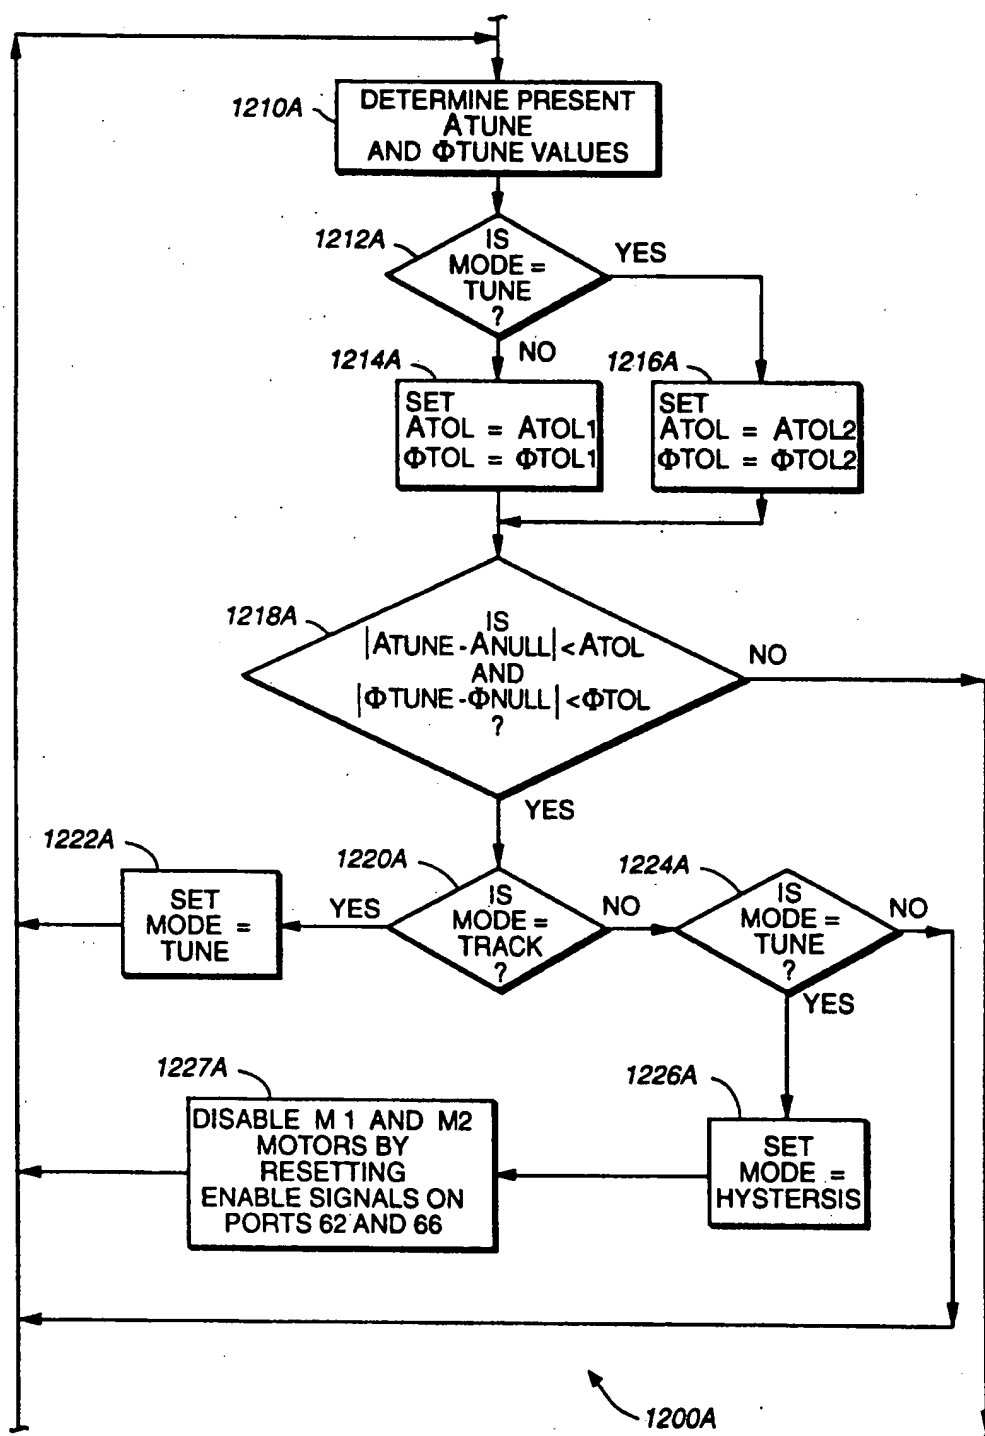 1210A
DETERMINE PRESENT
ATUNE
AND ΦTUNE VALUES
1212A
IS
MODE =
TUNE
?
YES
NO
1214A
SET
ATOL = ATOL1
ΦTOL = ΦTOL1
1216A
SET
ATOL = ATOL2
ΦTOL = ΦTOL2
1218A
IS
|ATUNE-ANULL|<ATOL
AND
|ΦTUNE-ΦNULL|<ΦTOL
?
NO
YES
1222A
SET
MODE =
TUNE
YES
1220A
IS
MODE =
TRACK
?
NO
1224A
IS
MODE =
TUNE
?
NO
YES
1227A
DISABLE M 1 AND M2
MOTORS BY
RESETTING
ENABLE SIGNALS ON
PORTS 62 AND 66
1226A
SET
MODE =
HYSTERSIS
1200A